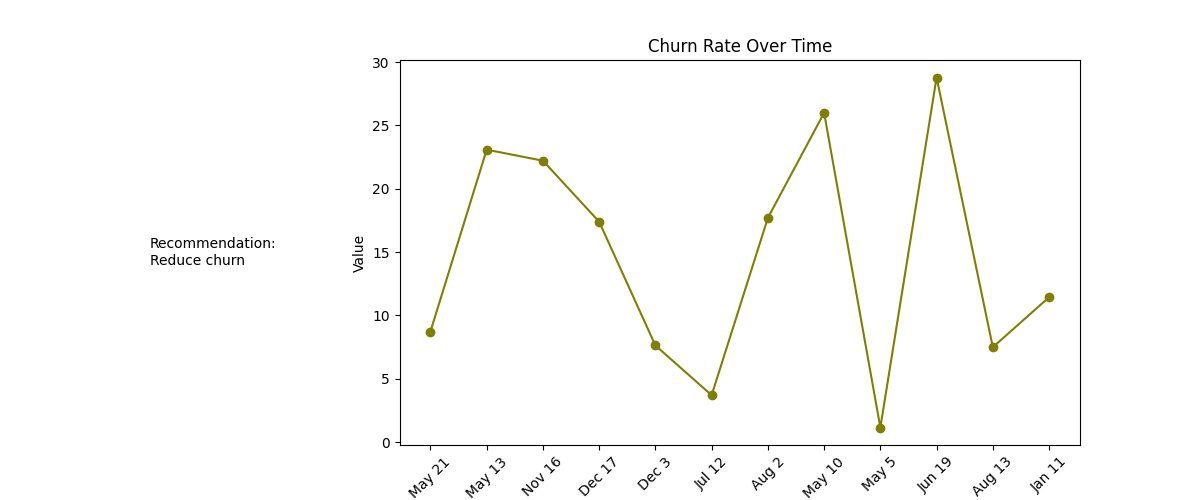 Churn Rate Over Time
Recommendation:
Reduce churn
Value
30
25
20
15
10
5
0
May 21
May 13
Nov 16
Dec 17
Dec 3
Jul 12
Aug 2
May 10
May 5
Jun 19
Aug 13
Jan 11